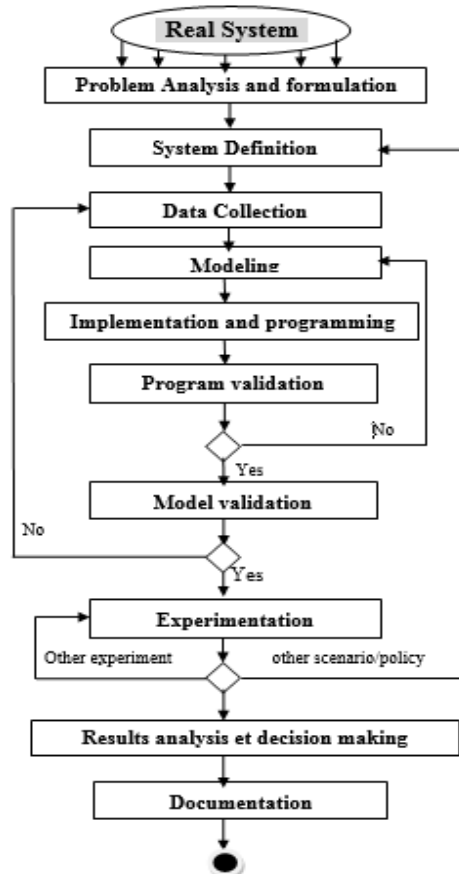 Real System
Problem Analysis and formulation
System Definition
Data Collection
Modeling
Implementation and programming
Program validation
No
Yes
Model validation
No
Yes
Experimentation
Other experiment
other scenario/policy
Results analysis et decision making
Documentation